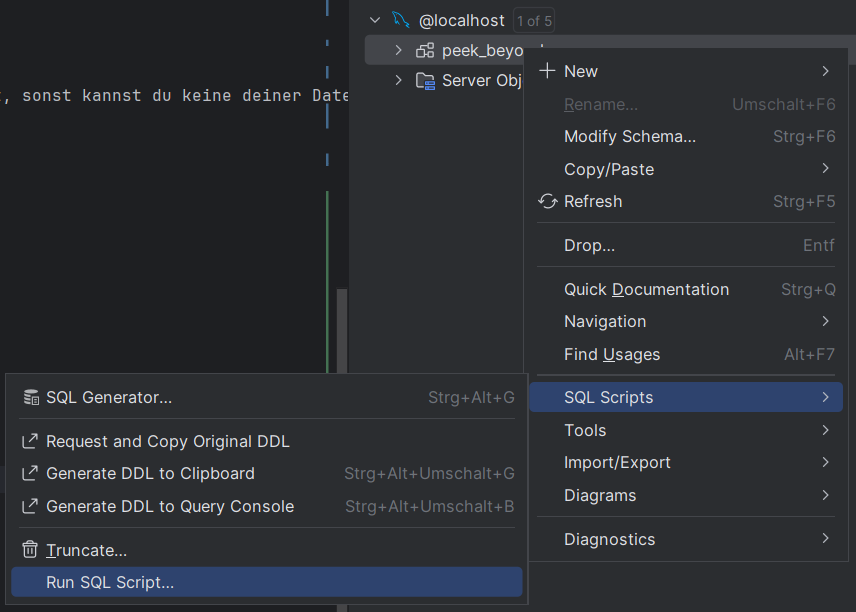 @localhost 1 of 5
peek_beyo
Server Obj
, sonst kannst du keine deiner Date
New
Rename... Umschalt+F6
Modify Schema... Strg+F6
Copy/Paste
Refresh Strg+F5
Drop... Entf
Quick Documentation Strg+Q
Navigation
Find Usages Alt+F7
SQL Scripts
Tools
Import/Export
Diagrams
Diagnostics
SQL Generator... Strg+Alt+G
Request and Copy Original DDL
Generate DDL to Clipboard Strg+Alt+Umschalt+G
Generate DDL to Query Console Strg+Alt+Umschalt+B
Truncate...
Run SQL Script...